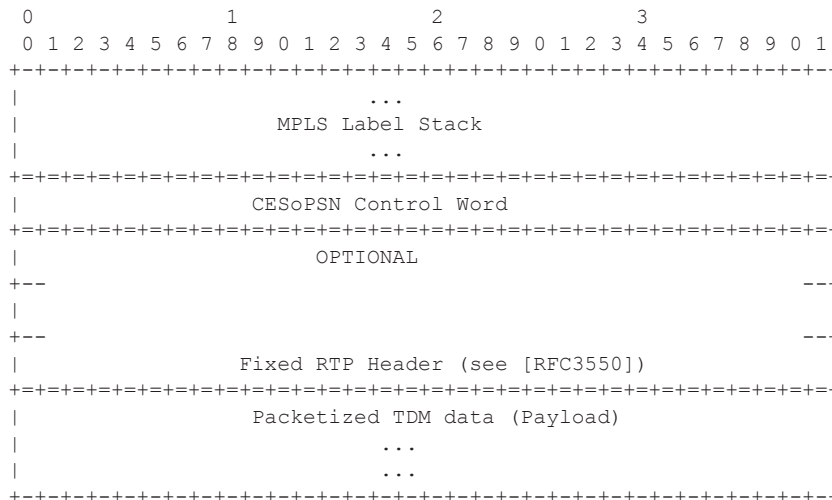 0                   1                   2                   3
 0 1 2 3 4 5 6 7 8 9 0 1 2 3 4 5 6 7 8 9 0 1 2 3 4 5 6 7 8 9 0 1
+-+-+-+-+-+-+-+-+-+-+-+-+-+-+-+-+-+-+-+-+-+-+-+-+-+-+-+-+-+-+-+--
|                           ...
|                    MPLS Label Stack
|                           ...
+=+=+=+=+=+=+=+=+=+=+=+=+=+=+=+=+=+=+=+=+=+=+=+=+=+=+=+=+=+=+=+=+
|                  CESoPSN Control Word
+=+=+=+=+=+=+=+=+=+=+=+=+=+=+=+=+=+=+=+=+=+=+=+=+=+=+=+=+=+=+=+=+
|                       OPTIONAL
+--                                                           --+
|
+--                                                           --+
|                 Fixed RTP Header (see [RFC3550])
+=+=+=+=+=+=+=+=+=+=+=+=+=+=+=+=+=+=+=+=+=+=+=+=+=+=+=+=+=+=+=+=+
|                  Packetized TDM data (Payload)
|                            ...
|                            ...
+-+-+-+-+-+-+-+-+-+-+-+-+-+-+-+-+-+-+-+-+-+-+-+-+-+-+-+-+-+-+-+--